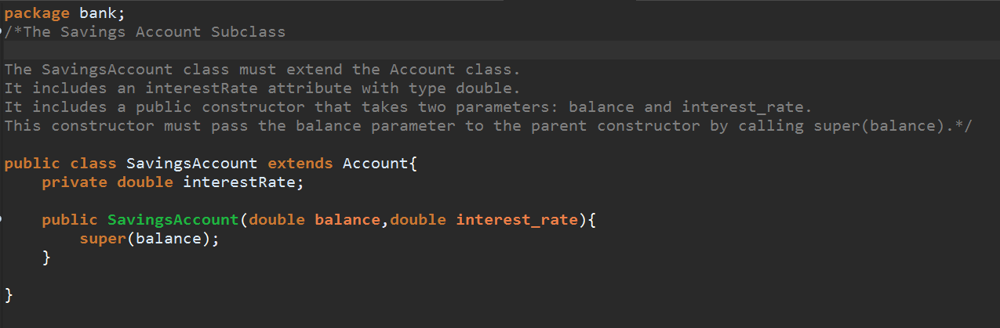 package bank;
/*The Savings Account Subclass
The SavingsAccount class must extend the Account class.
It includes an interestRate attribute with type double.
It includes a public constructor that takes two parameters: balance and interest_rate.
This constructor must pass the balance parameter to the parent constructor by calling super(balance).*/
public class SavingsAccount extends Account{
    private double interestRate;
    public SavingsAccount(double balance,double interest_rate){
        super(balance);
    }
}